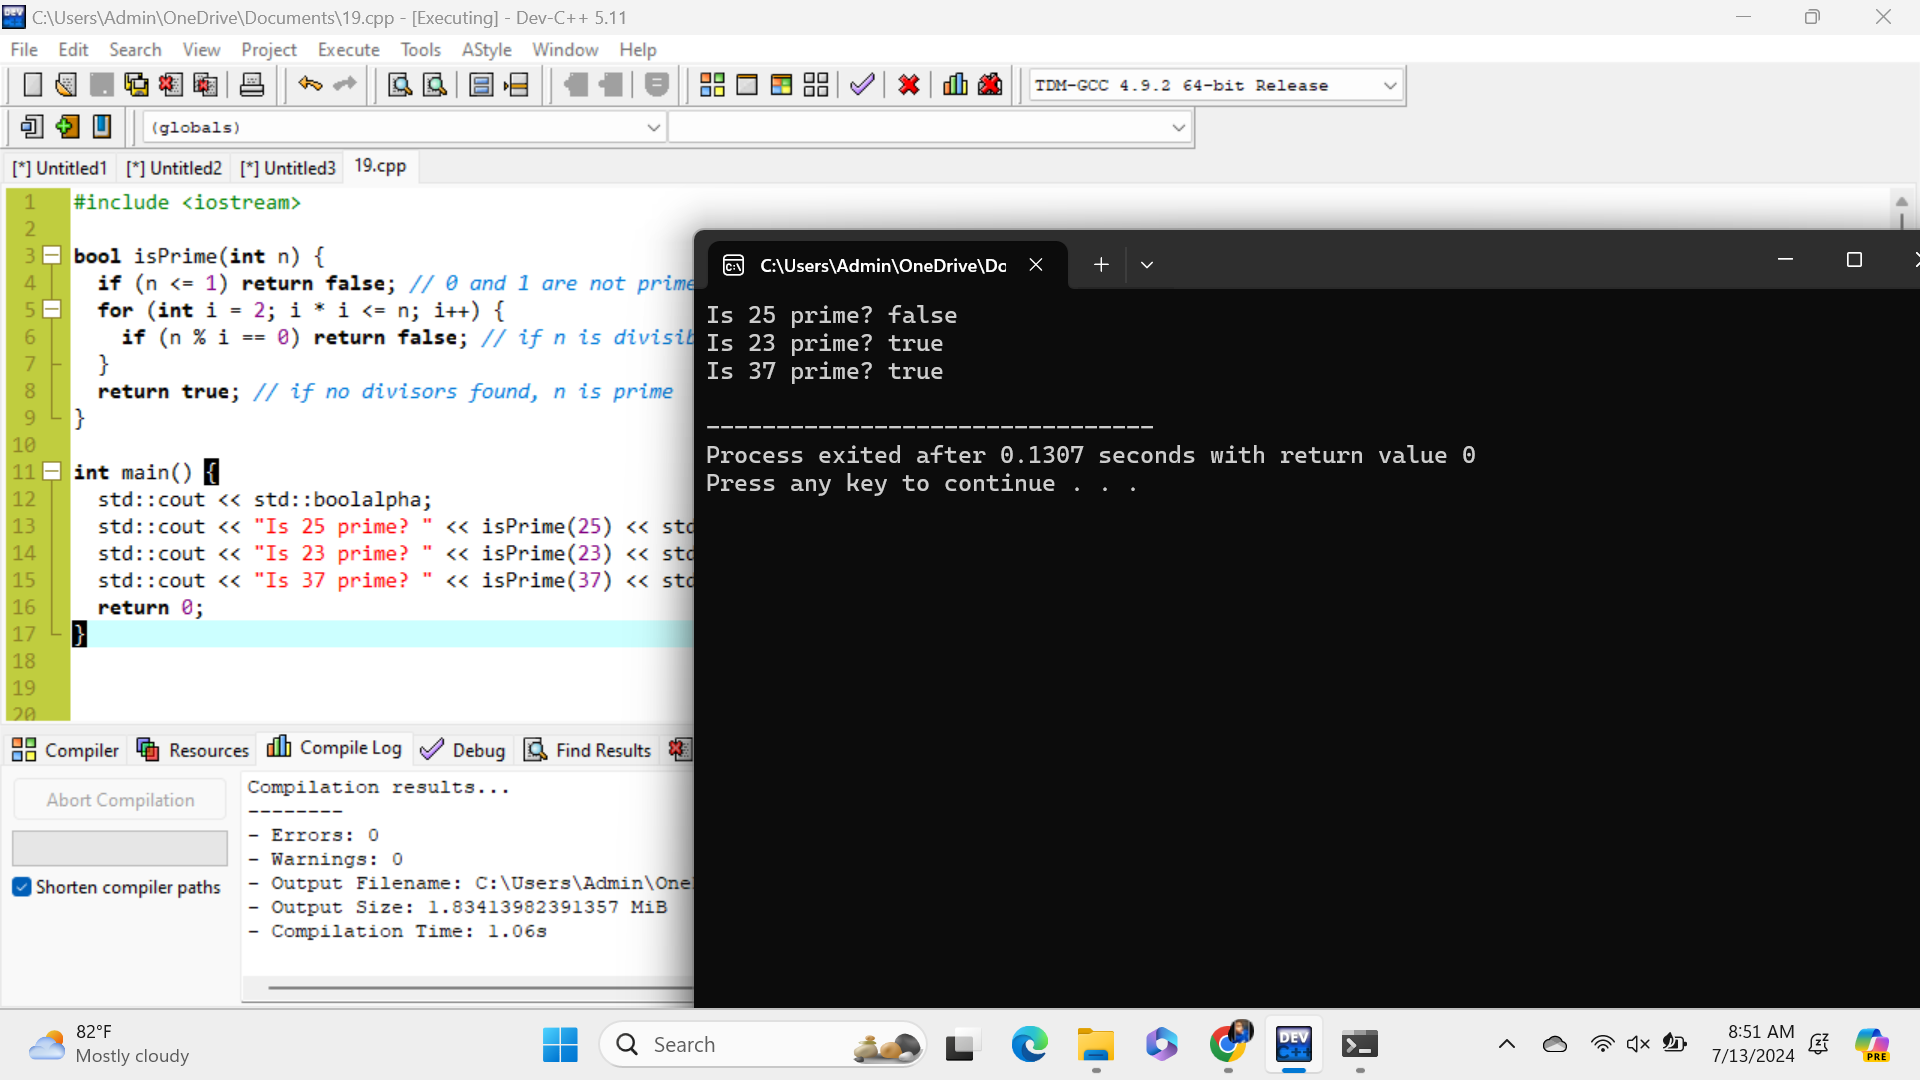 C:\Users\Admin\OneDrive\Documents\19.cpp - [Executing] - Dev-C++ 5.11
File Edit Search View Project Execute Tools AStyle Window Help
TDM-GCC 4.9.2 64-bit Release
(globals)
[*] Untitled1 [*] Untitled2 [*] Untitled3 19.cpp
1 #include <iostream>
2
3 bool isPrime(int n) {
4 if (n <= 1) return false; // 0 and 1 are not prime
5 for (int i = 2; i * i <= n; i++) {
6 if (n % i == 0) return false; // if n is divisib
7 }
8 return true; // if no divisors found, n is prime
9 }
10
11 int main() {
12 std::cout << std::boolalpha;
13 std::cout << "Is 25 prime? " << isPrime(25) << std
14 std::cout << "Is 23 prime? " << isPrime(23) << std
15 std::cout << "Is 37 prime? " << isPrime(37) << std
16 return 0;
17 }
18
19
20
C:\Users\Admin\OneDrive\Dc
Is 25 prime? false
Is 23 prime? true
Is 37 prime? true
--------------------------------
Process exited after 0.1307 seconds with return value 0
Press any key to continue . . .
Compiler Resources Compile Log Debug Find Results
Abort Compilation
Shorten compiler paths
Compilation results...
--------
- Errors: 0
- Warnings: 0
- Output Filename: C:\Users\Admin\One
- Output Size: 1.83413982391357 MiB
- Compilation Time: 1.06s
82°F
Mostly cloudy
Search
DEV
C++
8:51 AM
7/13/2024
PRE